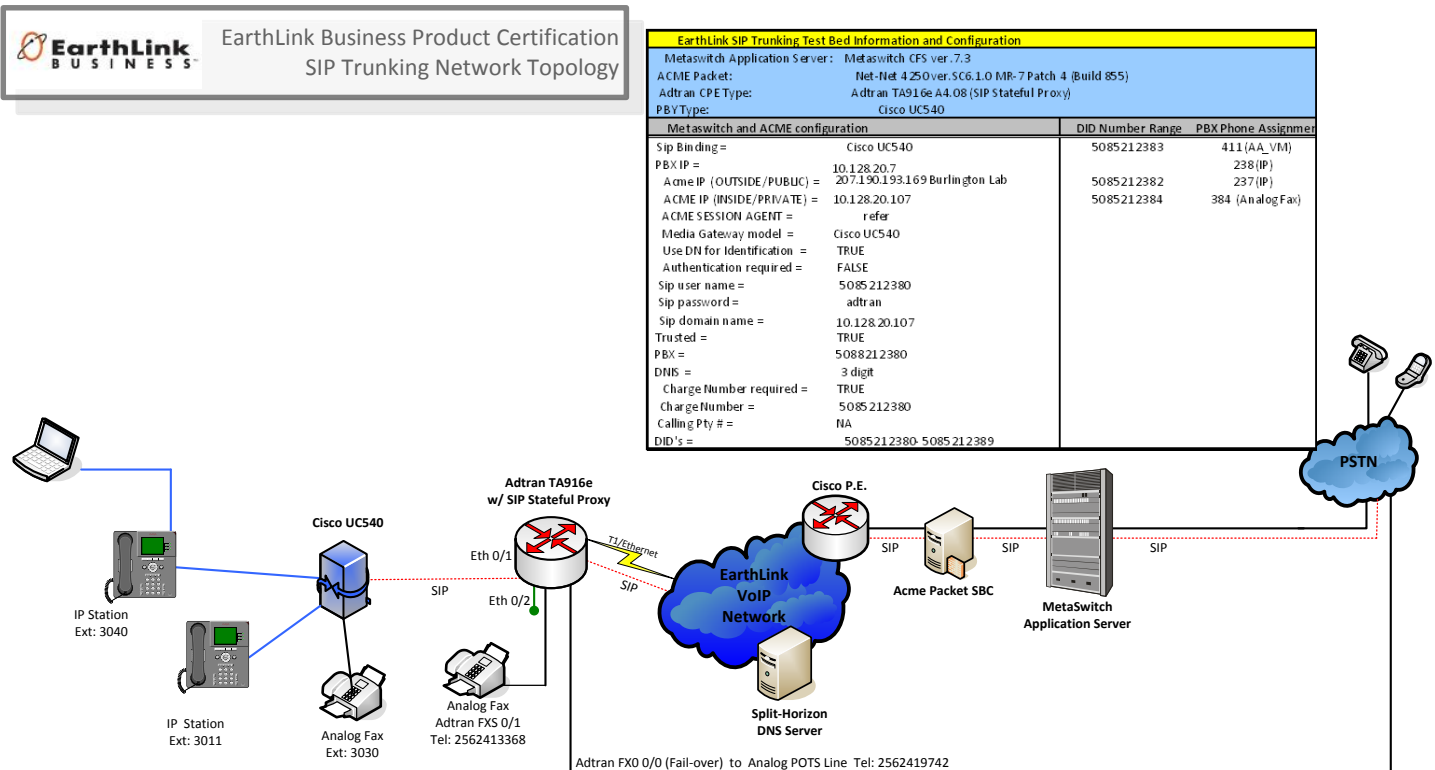 EarthLink
BUSINESS™
EarthLink Business Product Certification
SIP Trunking Network Topology
EarthLink SIP Trunking Test Bed Information and Configuration
Metaswitch Application Server: Metaswitch CFS ver.7.3
ACME Packet: Net-Net 4250 ver.SC6.1.0 MR-7 Patch 4 (Build 855)
Adtran CPE Type: Adtran TA916e A4.08 (SIP Stateful Proxy)
PBY Type: Cisco UC540
Metaswitch and ACME configuration DID Number Range PBX Phone Assignmer
Sip Binding = Cisco UC540 5085212383 411 (AA_VM)
PBX IP = 10.128.20.7 238 (IP)
Acme IP (OUTSIDE/PUBLIC) = 207.190.193.169 Burlington Lab 5085212382 237 (IP)
ACME IP (INSIDE/PRIVATE) = 10.128.20.107 5085212384 384 (Analog Fax)
ACME SESSION AGENT = refer
Media Gateway model = Cisco UC540
Use DN for Identification = TRUE
Authentication required = FALSE
Sip user name = 5085212380
Sip password = adtran
Sip domain name = 10.128.20.107
Trusted = TRUE
PBX = 5088212380
DNIS = 3 digit
Charge Number required = TRUE
Charge Number = 5085212380
Calling Pty # = NA
DID's = 5085212380- 5085212389
PSTN
Adtran TA916e
w/ SIP Stateful Proxy
Cisco P.E.
Cisco UC540
Eth 0/1
T1/Ethernet
SIP
SIP
SIP
SIP
SIP
Eth 0/2
EarthLink
VoIP
Network
Acme Packet SBC
MetaSwitch
Application Server
IP Station
Ext: 3040
IP Station
Ext: 3011
Analog Fax
Ext: 3030
Analog Fax
Adtran FXS 0/1
Tel: 2562413368
Split-Horizon
DNS Server
Adtran FX0 0/0 (Fail-over) to Analog POTS Line Tel: 2562419742